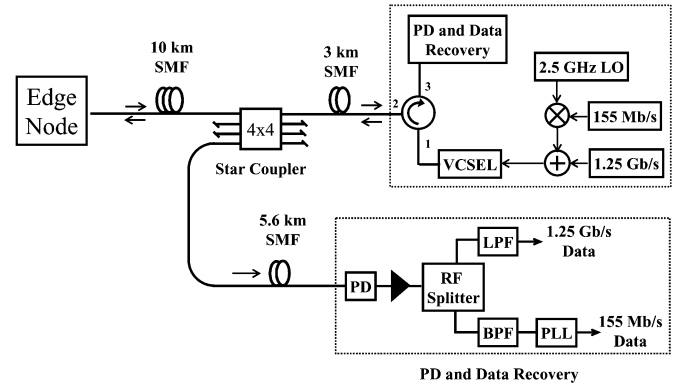 10 km
SMF
3 km
SMF
PD and Data
Recovery
2.5 GHz LO
155 Mb/s
1.25 Gb/s
VCSEL
3
2
1
Edge
Node
4x4
Star Coupler
5.6 km
SMF
PD
RF
Splitter
LPF
1.25 Gb/s
Data
BPF
PLL
155 Mb/s
Data
PD and Data Recovery